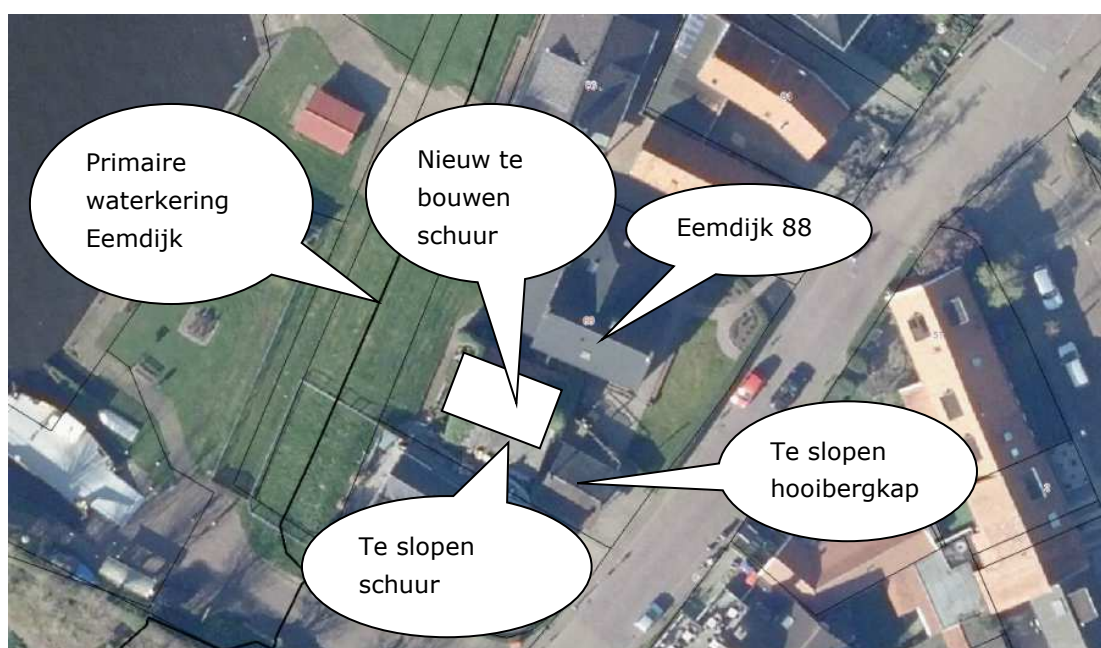 Primaire
waterkering
Eemdijk
Nieuw te
bouwen
schuur
Eemdijk 88
Te slopen
hooibergkap
Te slopen
schuur